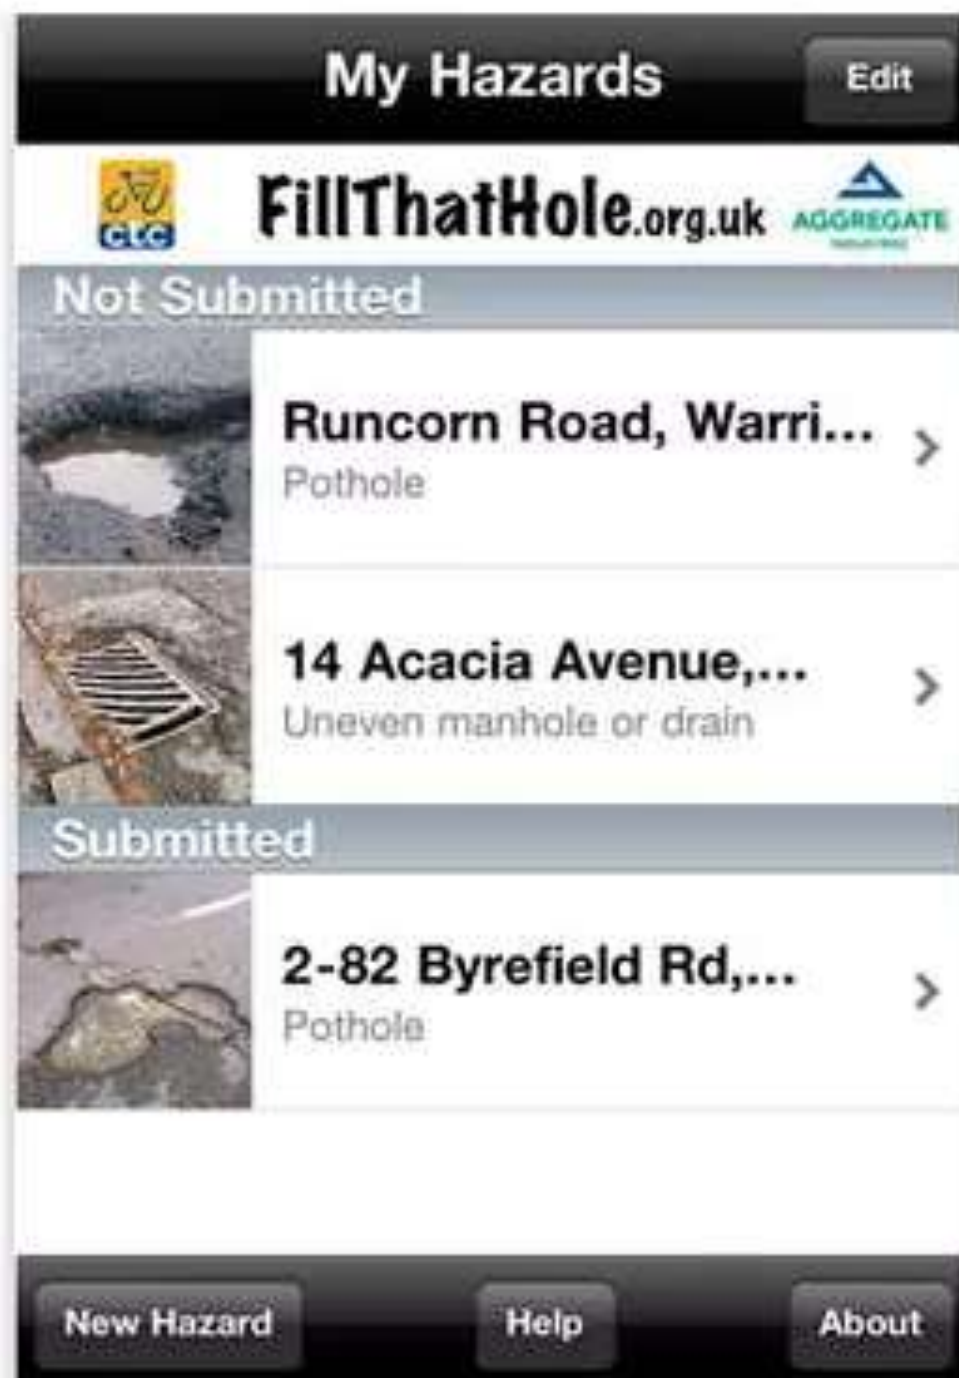 My Hazards
Edit
ctc
FillThatHole.org.uk
AGGREGATE
INDUSTRIES
Not Submitted
Runcorn Road, Warri...
Pothole
14 Acacia Avenue,...
Uneven manhole or drain
Submitted
2-82 Byrefield Rd,...
Pothole
New Hazard
Help
About